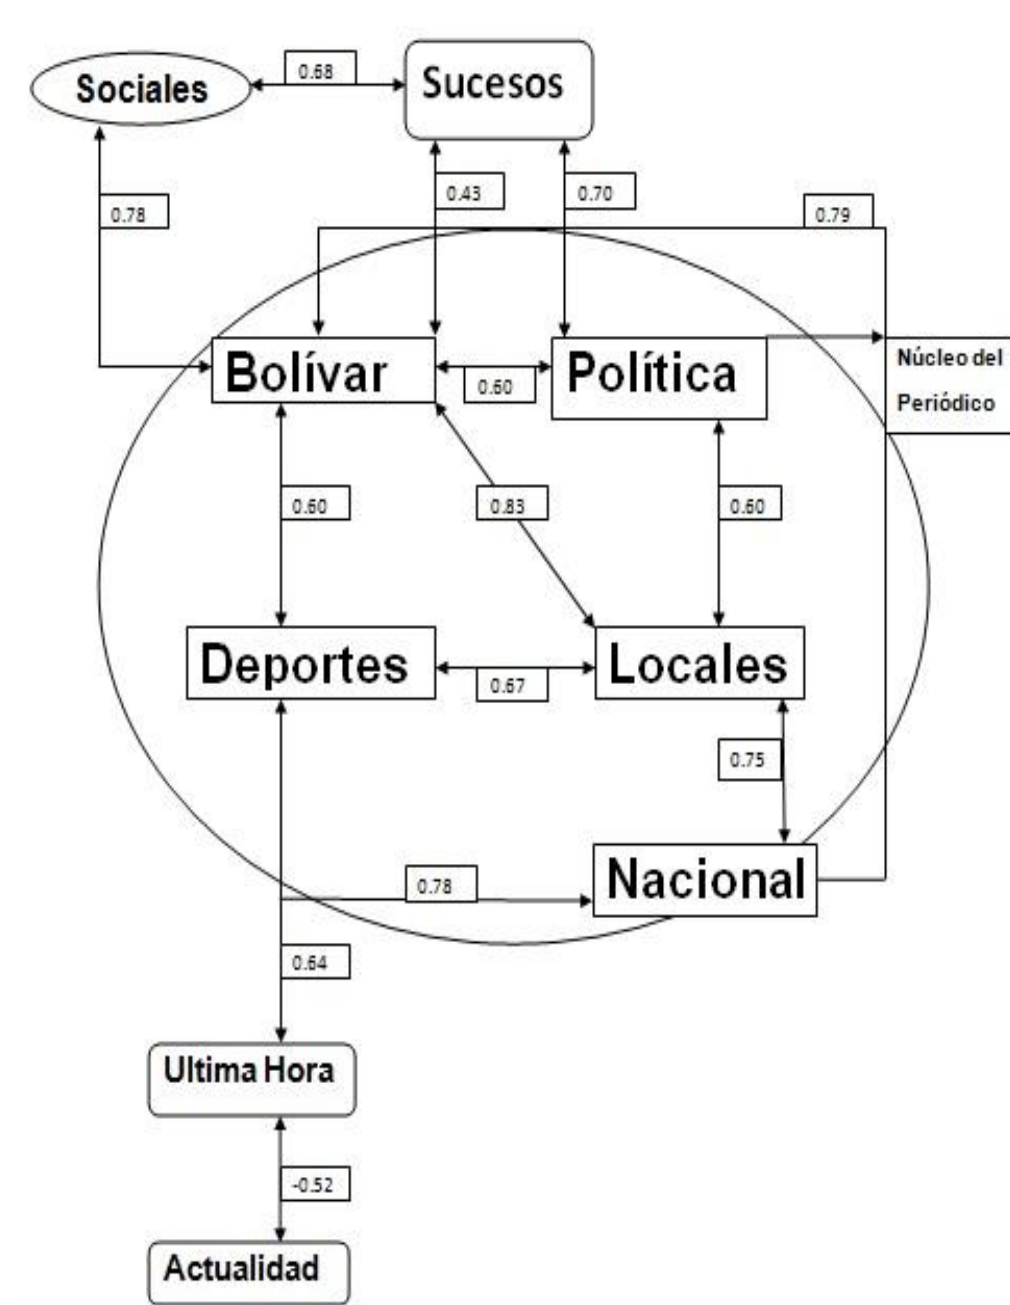 Sociales
0.68
Sucesos
0.78
0.43
0.70
0.79
Bolívar
0.60
Política
Núcleo del
Periódico
0.60
0.83
0.60
Deportes
0.67
Locales
0.75
0.78
Nacional
0.64
Ultima Hora
-0.52
Actualidad